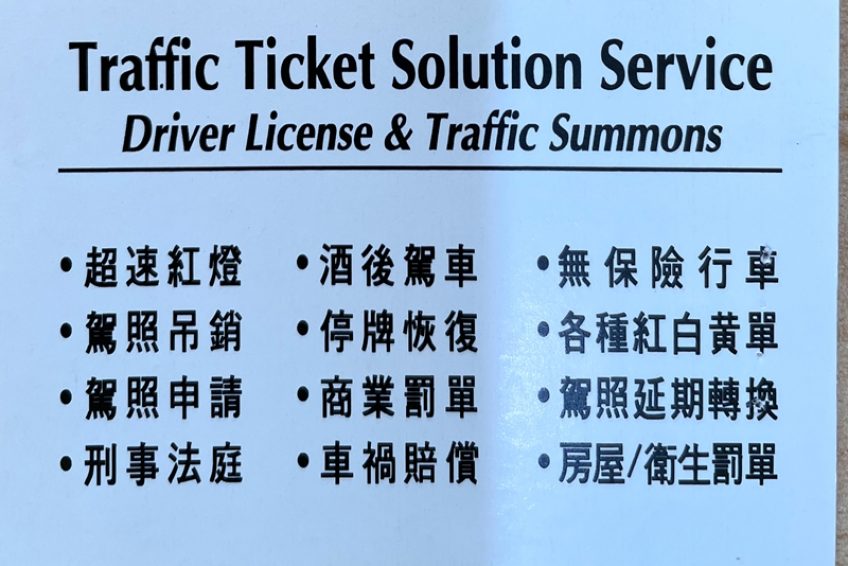 Traffic Ticket Solution Service
Driver License & Traffic Summons
• 超速紅燈 • 酒後駕車 • 無保險行車
• 駕照吊銷 • 停牌恢復 • 各種紅白黄單
• 駕照申請 • 商業罰單 • 駕照延期轉換
• 刑事法庭 • 車禍賠償 • 房屋/衛生罰單